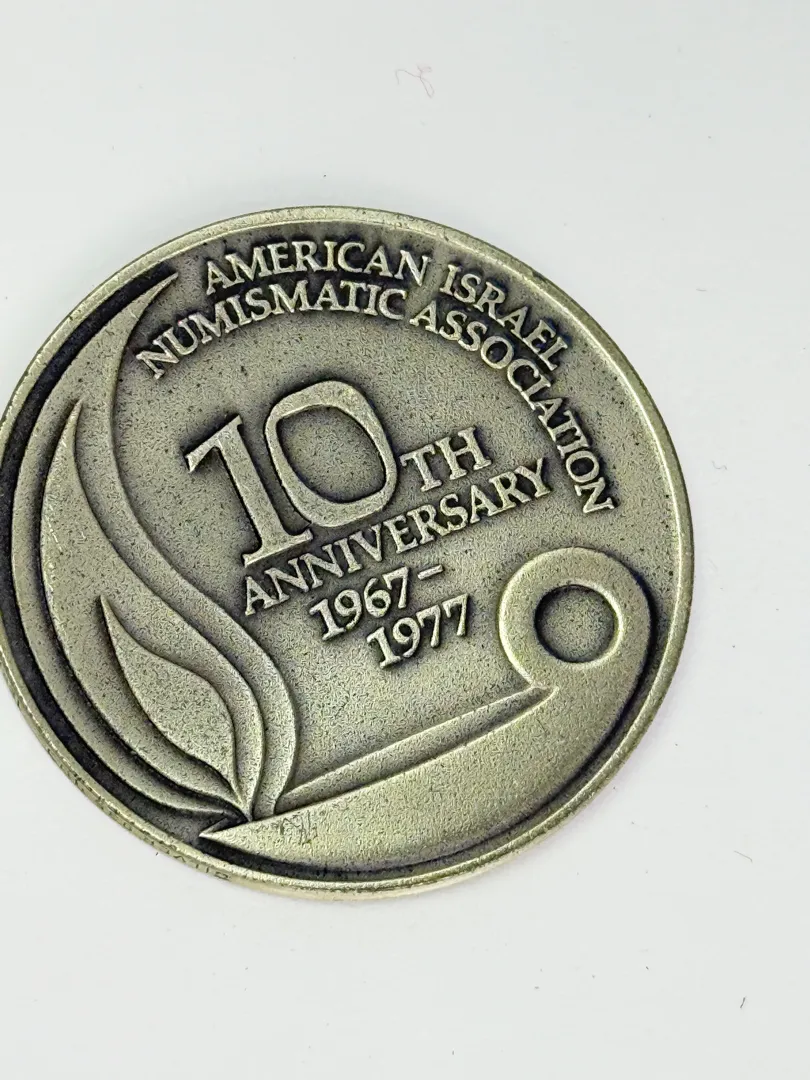 AMERICAN ISRAEL
NUMISMATIC ASSOCIATION
10TH
ANNIVERSARY
1967-
1977